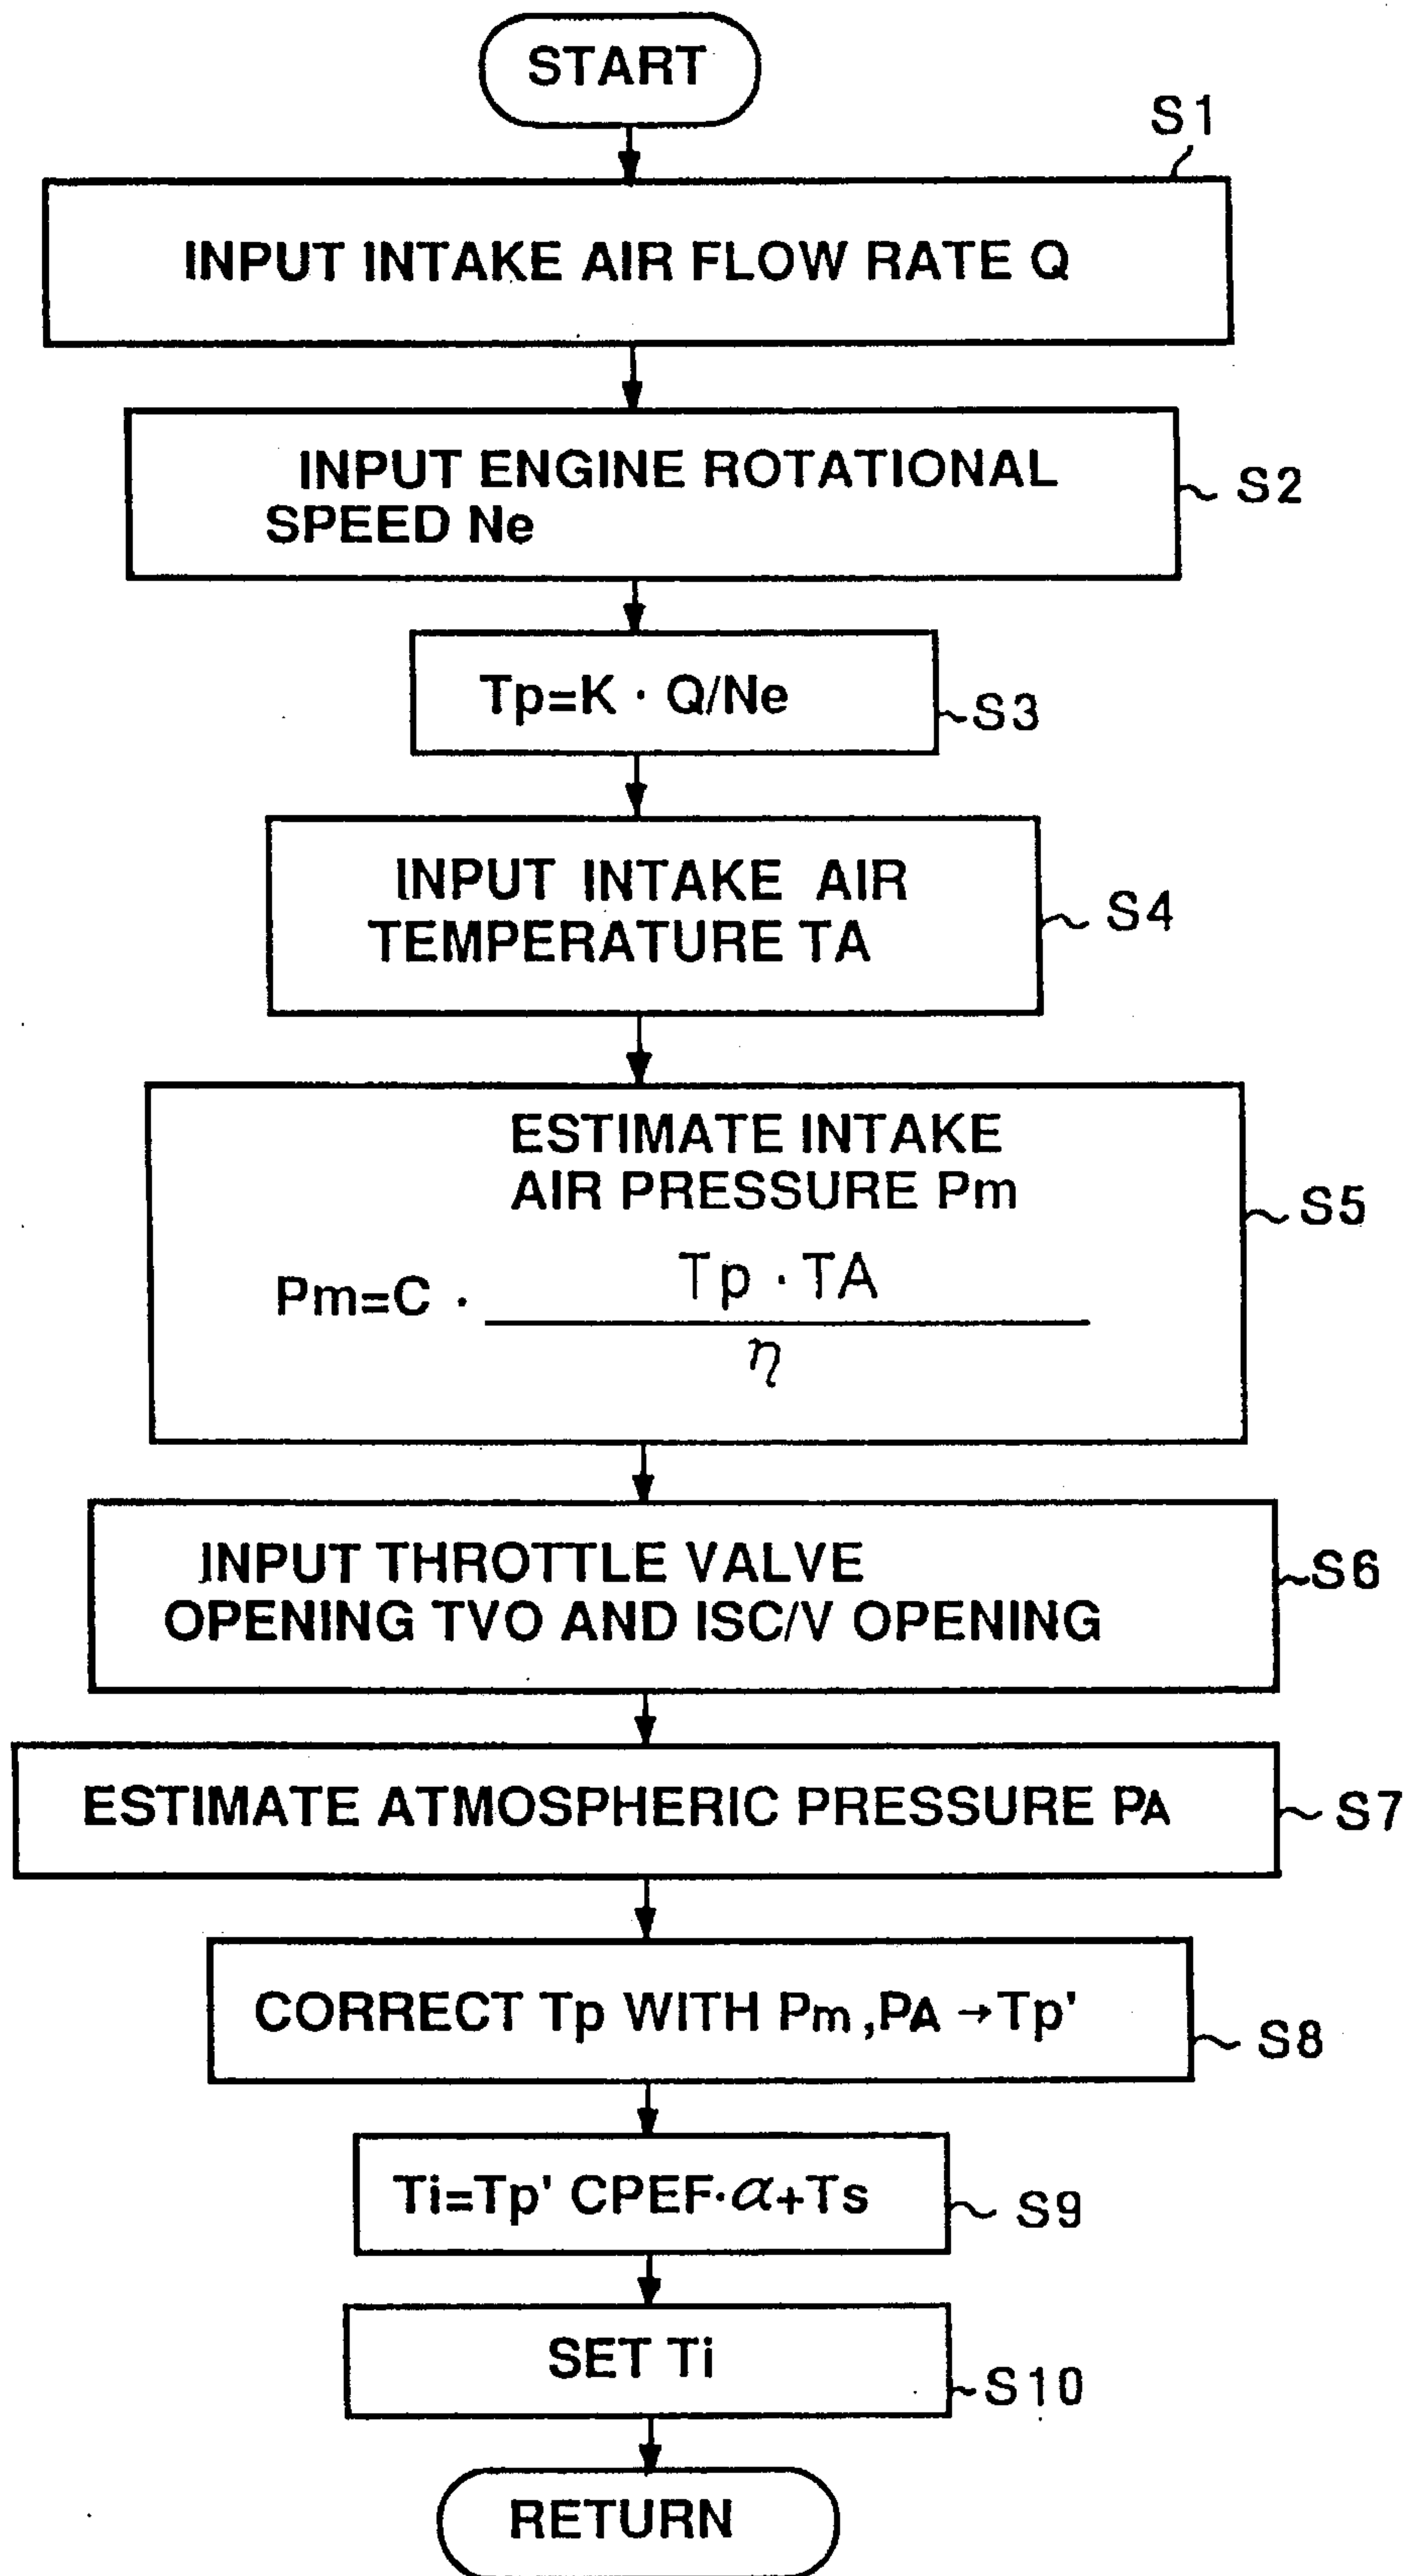 START
S1
INPUT INTAKE AIR FLOW RATE Q
INPUT ENGINE ROTATIONAL
SPEED Ne
S2
Tp=K · Q/Ne
S3
INPUT INTAKE AIR
TEMPERATURE TA
S4
ESTIMATE INTAKE
AIR PRESSURE Pm
Pm=C · Tp · TA
η
S5
INPUT THROTTLE VALVE
OPENING TVO AND ISC/V OPENING
S6
ESTIMATE ATMOSPHERIC PRESSURE PA
S7
CORRECT Tp WITH Pm,PA →Tp'
S8
Ti=Tp' CPEF·α+Ts
S9
SET Ti
S10
RETURN